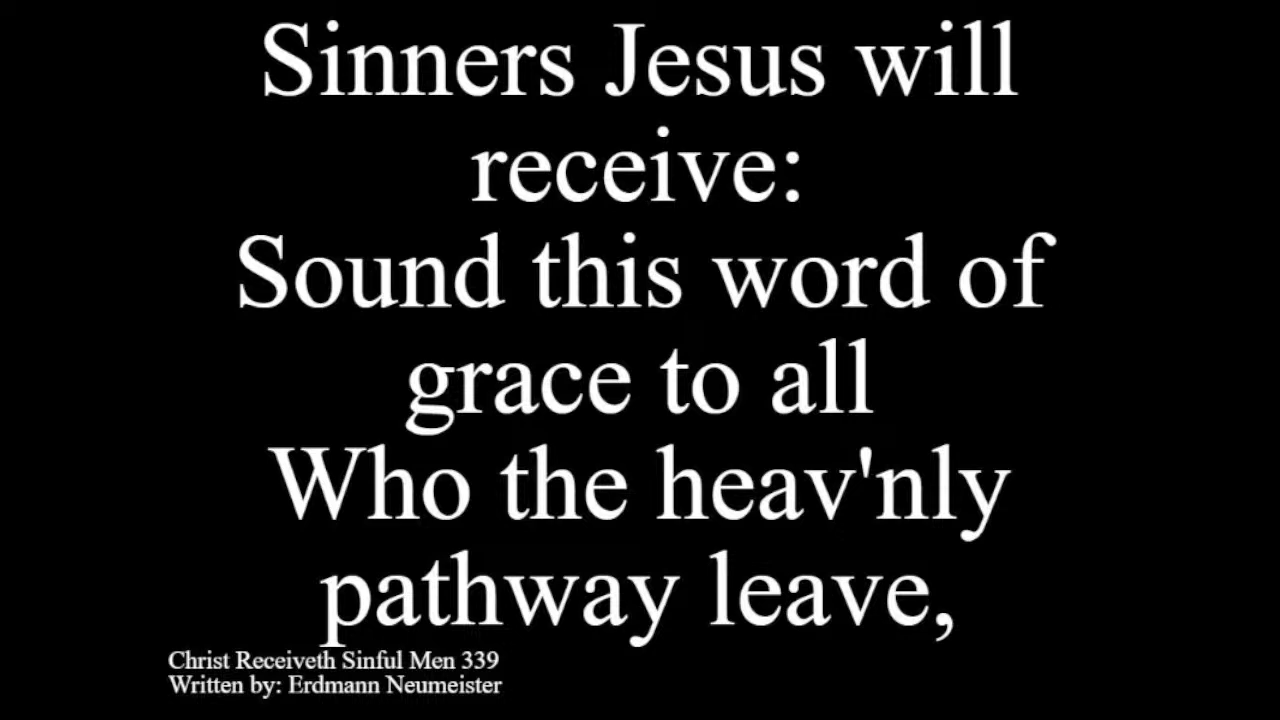 Sinners Jesus will
receive:
Sound this word of
grace to all
Who the heav'nly
pathway leave,
Christ Receiveth Sinful Men 339
Written by: Erdmann Neumeister